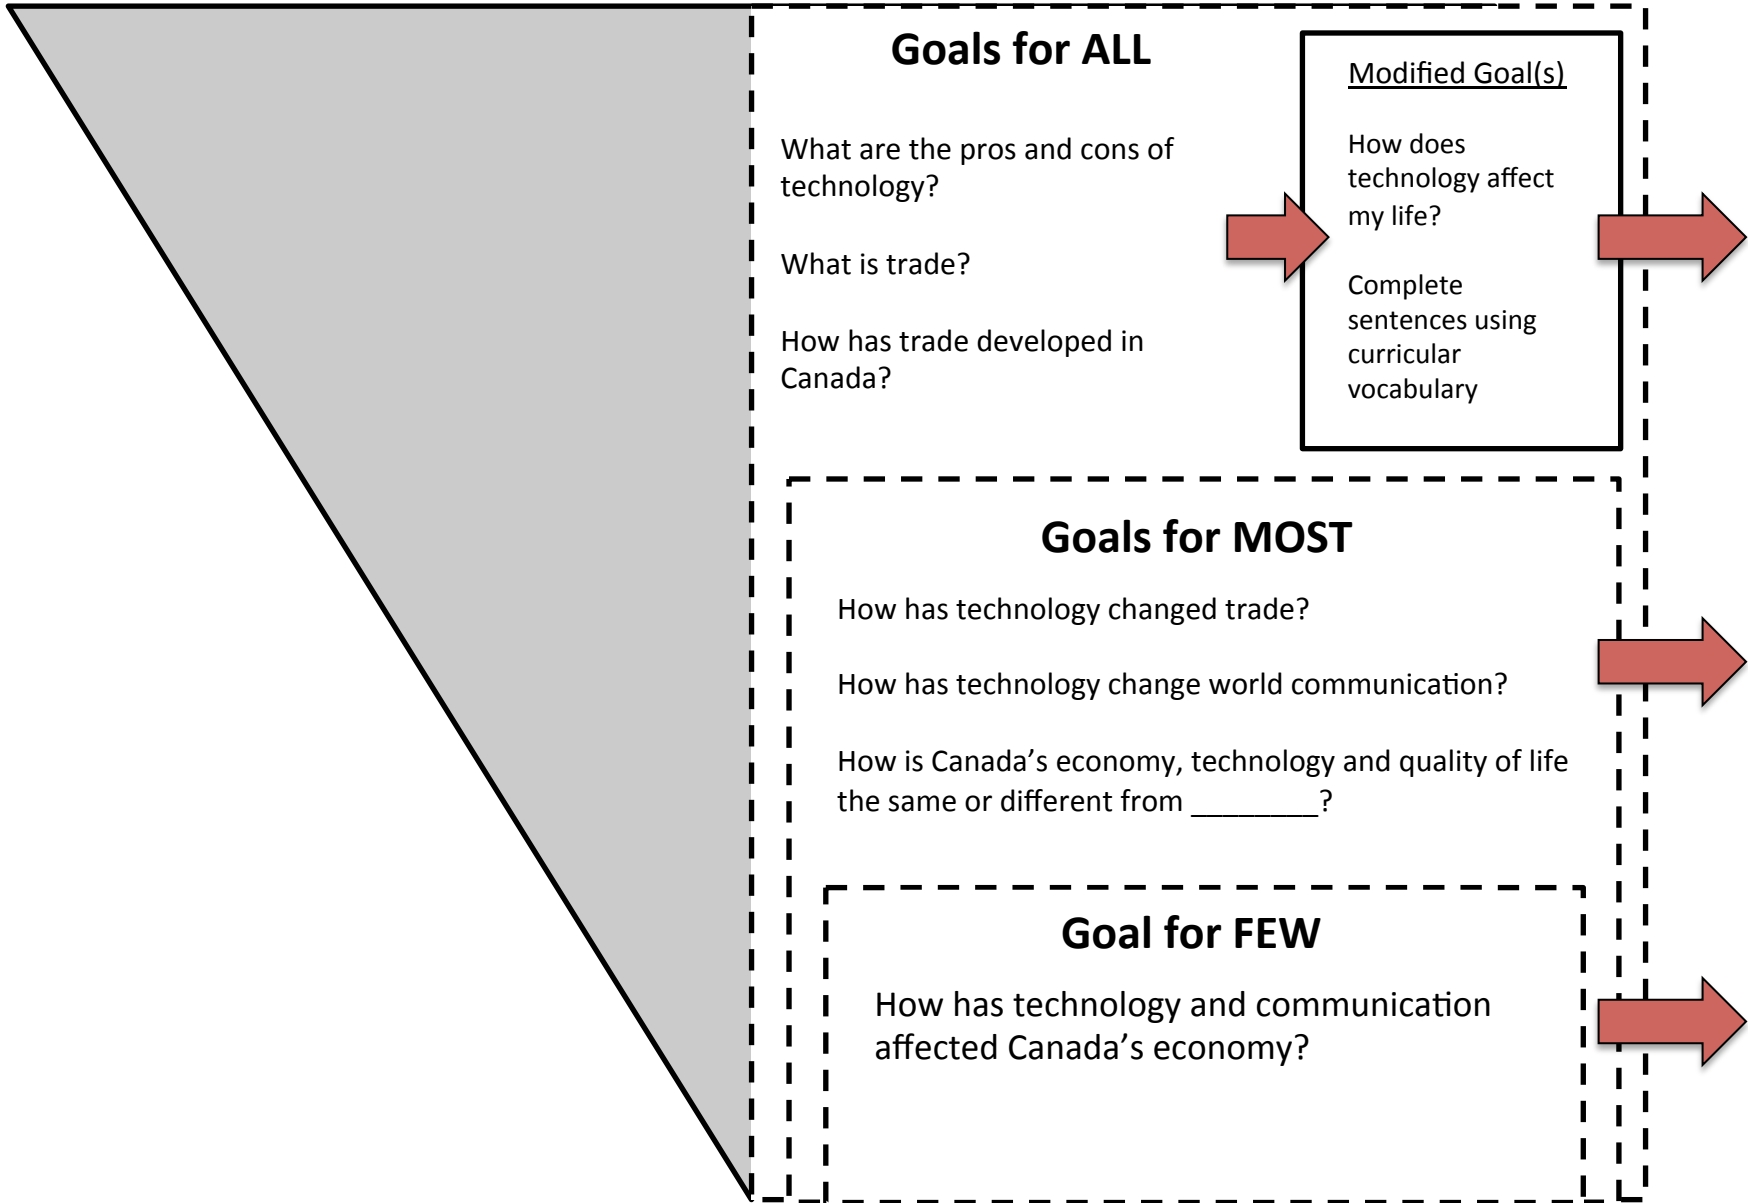 Goals for ALL
What are the pros and cons of
technology?
What is trade?
How has trade developed in
Canada?
Modified Goal(s)
How does
technology affect
my life?
Complete
sentences using
curricular
vocabulary
Goals for MOST
How has technology changed trade?
How has technology change world communication?
How is Canada’s economy, technology and quality of life
the same or different from ________?
Goal for FEW
How has technology and communication
affected Canada’s economy?